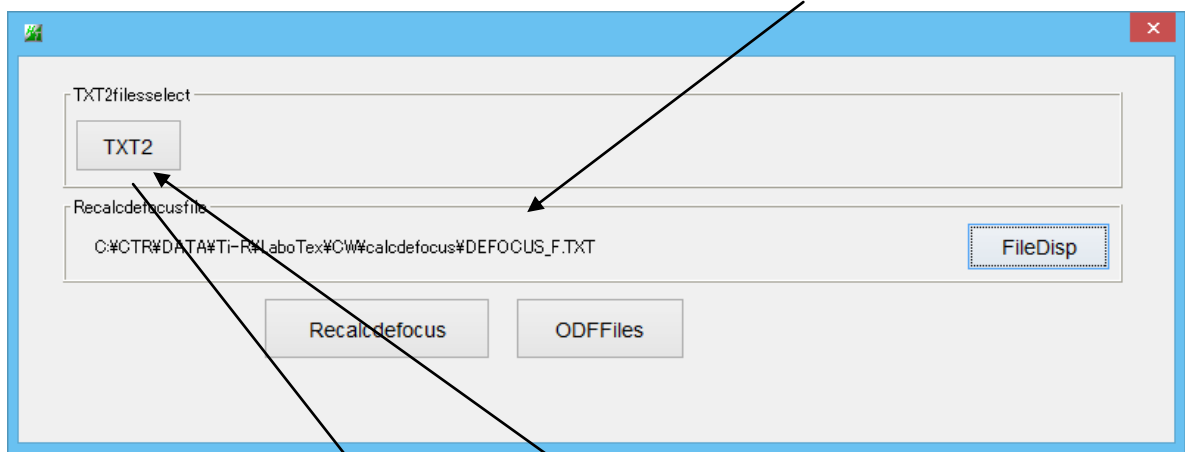 TXT2filesselect
TXT2
Recalcdefocusfile
C:¥CTR¥DATA¥Ti-R¥LaboTex¥CW¥calcdefocus¥DEFOCUS_F.TXT
FileDisp
Recalcdefocus
ODFFiles